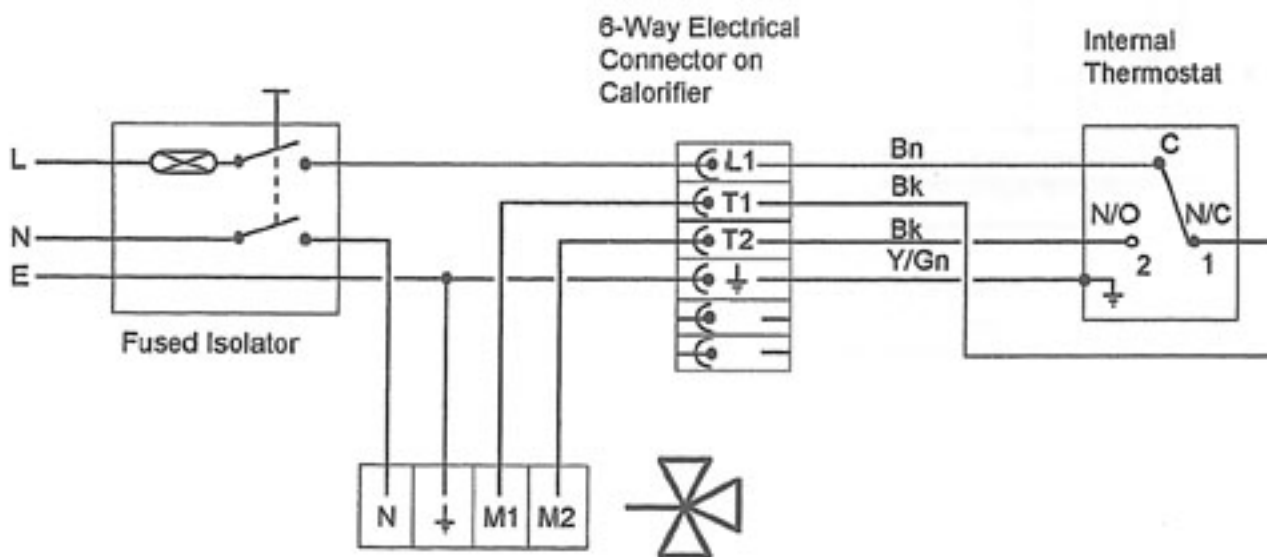 6-Way Electrical
Connector on
Calorifier
Internal
Thermostat
L
N
E
Fused Isolator
L1
T1
T2
Bn
Bk
Bk
Y/Gn
C
N/O
N/C
2
1
N
M1
M2